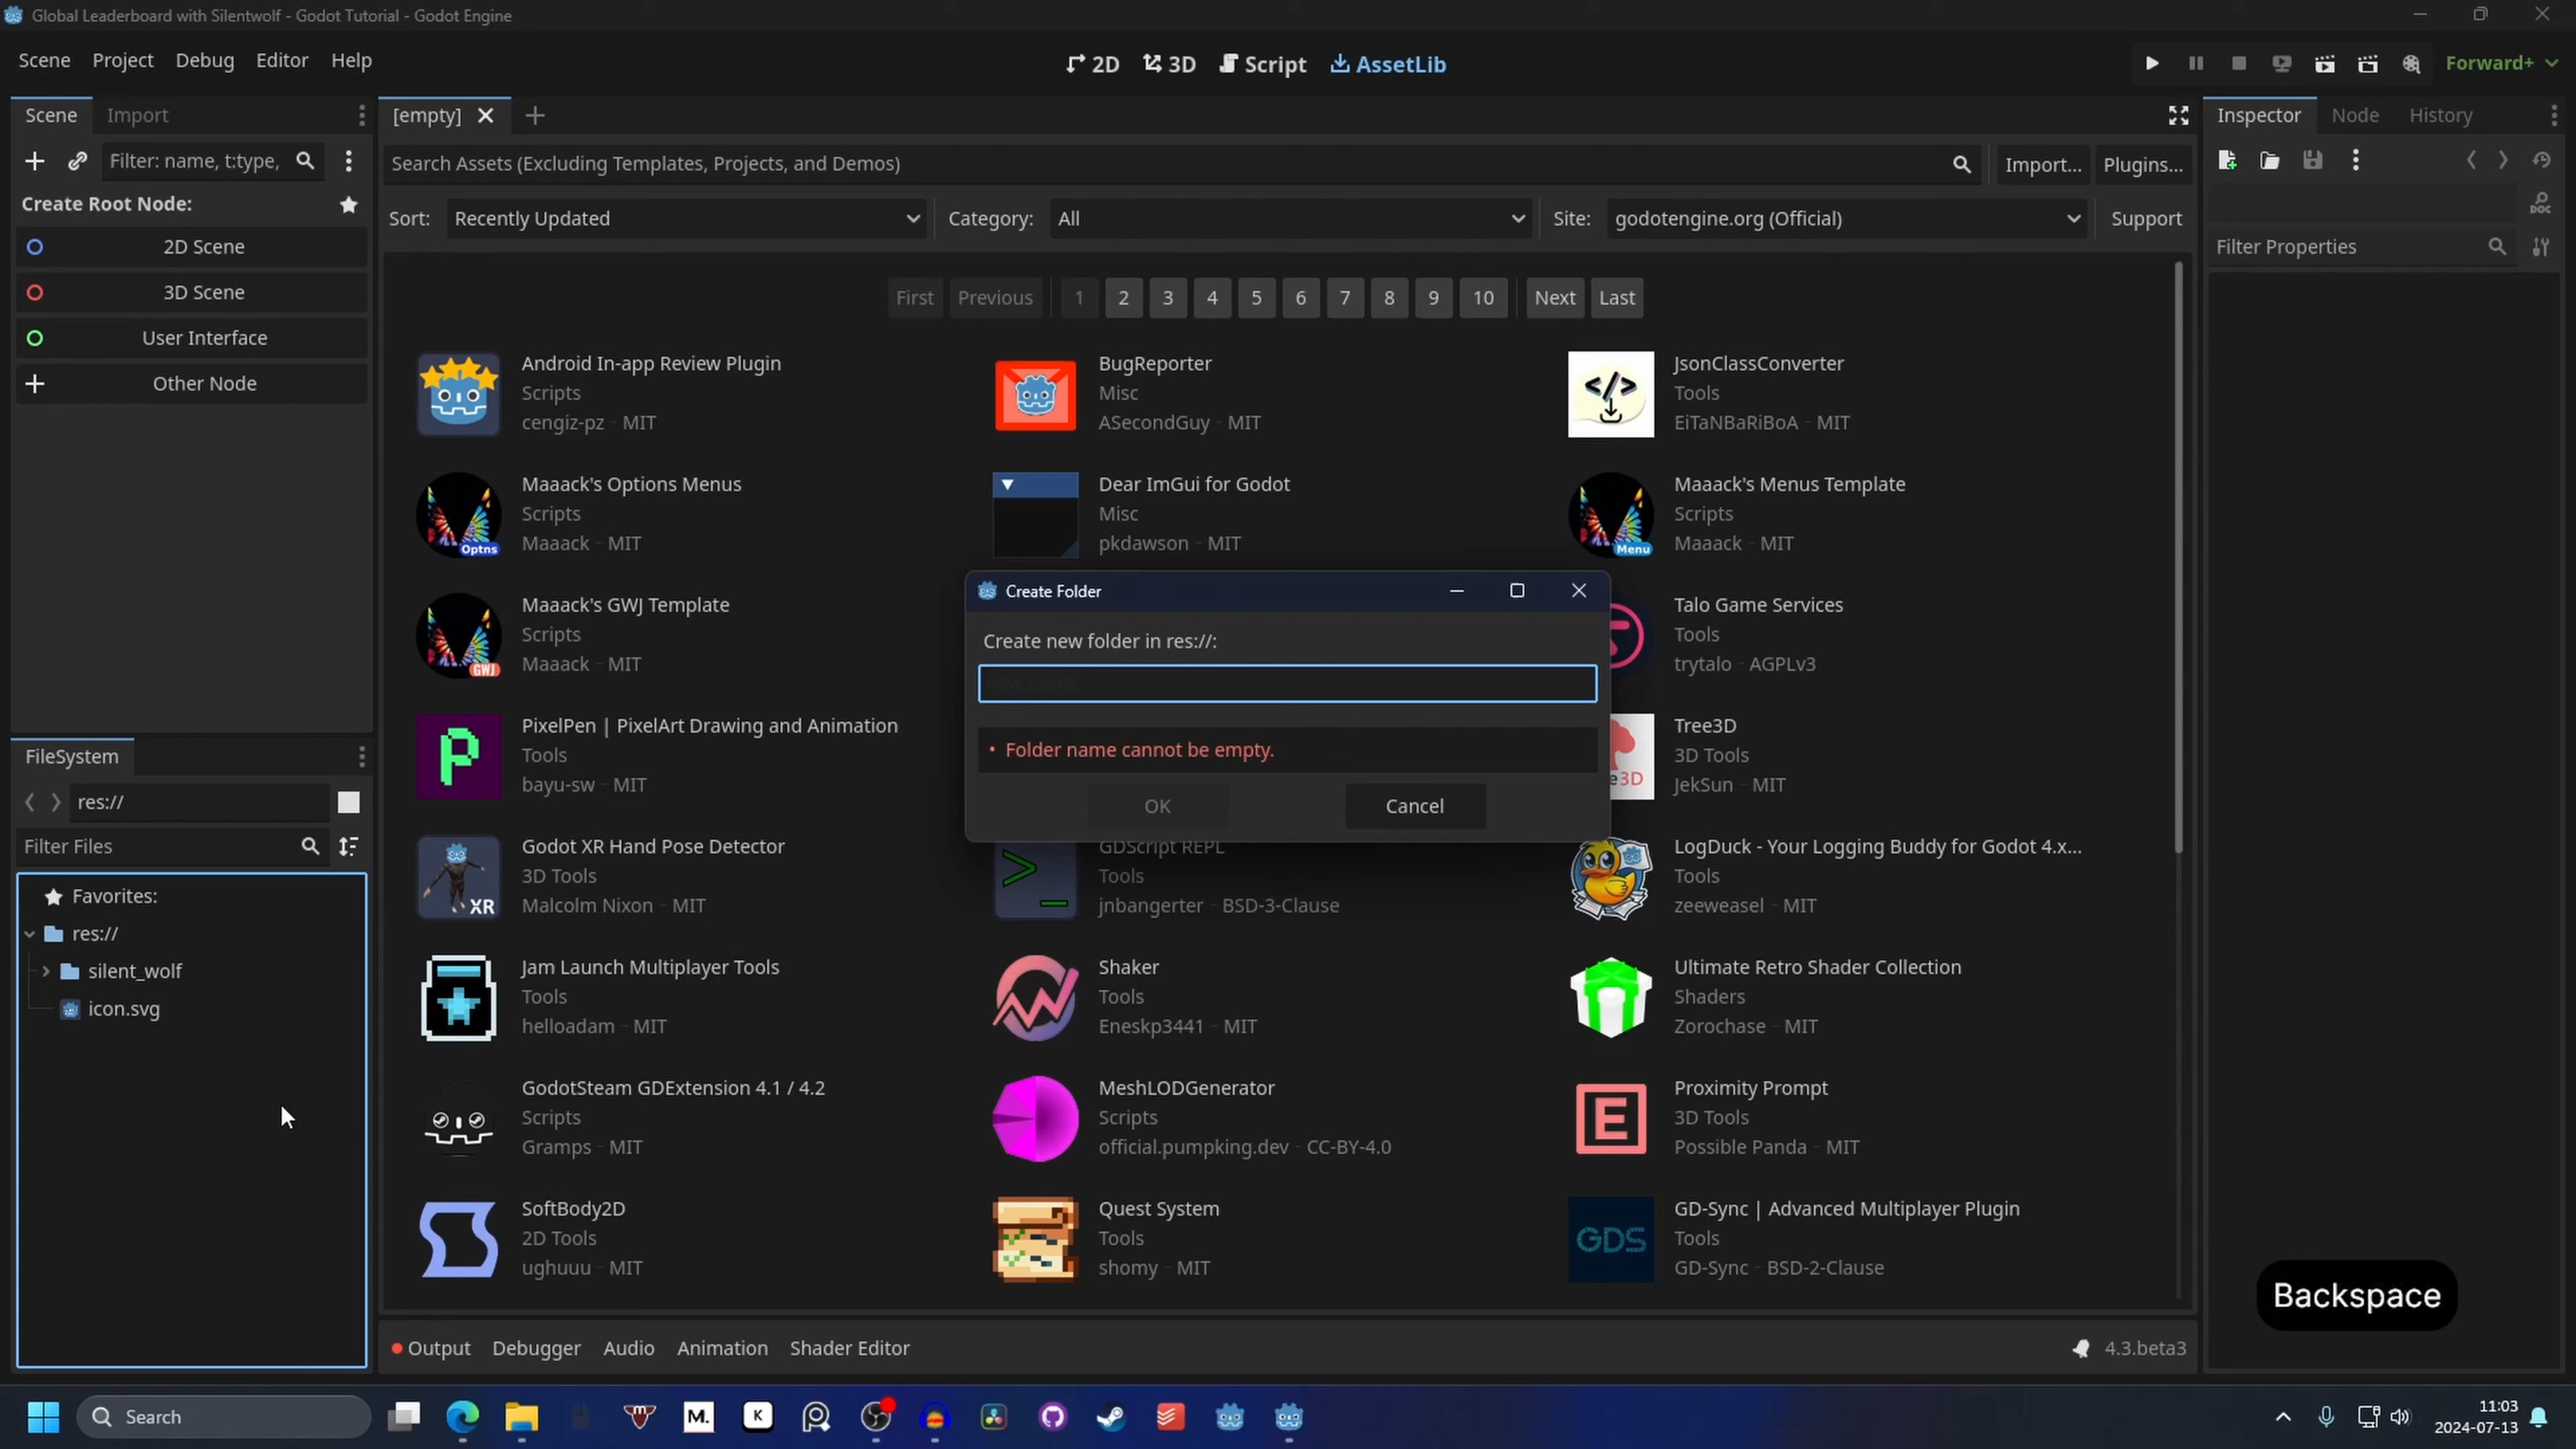 Global Leaderboard with Silentwolf - Godot Tutorial - Godot Engine
Scene Project Debug Editor Help
2D 3D Script AssetLib
Forward+
Scene Import
[empty]
Inspector Node History
Filter: name, t:type,
Search Assets (Excluding Templates, Projects, and Demos)
Import... Plugins...
Create Root Node:
Sort: Recently Updated Category: All Site: godotengine.org (Official) Support
DOC
Filter Properties
2D Scene
3D Scene
User Interface
Other Node
First Previous 1 2 3 4 5 6 7 8 9 10 Next Last
Android In-app Review Plugin
Scripts
cengiz-pz - MIT
BugReporter
Misc
ASecondGuy - MIT
JsonClassConverter
Tools
EiTaNBaRiBoA - MIT
Optns
Maaack's Options Menus
Scripts
Maaack - MIT
Dear ImGui for Godot
Misc
pkdawson - MIT
Menu
Maaack's Menus Template
Scripts
Maaack - MIT
GWJ
Maaack's GWJ Template
Scripts
Maaack - MIT
Create Folder
Create new folder in res://:
• Folder name cannot be empty.
OK Cancel
Talo Game Services
Tools
trytalo - AGPLv3
PixelPen | PixelArt Drawing and Animation
Tools
bayu-sw - MIT
e3D
Tree3D
3D Tools
JekSun - MIT
XR
Godot XR Hand Pose Detector
3D Tools
Malcolm Nixon - MIT
GDScript REPL
Tools
jnbangerter - BSD-3-Clause
LogDuck - Your Logging Buddy for Godot 4.x...
Tools
zeeweasel - MIT
Jam Launch Multiplayer Tools
Tools
helloadam - MIT
Shaker
Tools
Eneskp3441 - MIT
Ultimate Retro Shader Collection
Shaders
Zorochase - MIT
GodotSteam GDExtension 4.1 / 4.2
Scripts
Gramps - MIT
MeshLODGenerator
Scripts
official.pumpking.dev - CC-BY-4.0
E
Proximity Prompt
3D Tools
Possible Panda - MIT
SoftBody2D
2D Tools
ughuuu - MIT
Quest System
Tools
shomy - MIT
GDS
GD-Sync | Advanced Multiplayer Plugin
Tools
GD-Sync - BSD-2-Clause
FileSystem
res://
Filter Files
Favorites:
res://
silent_wolf
icon.svg
Backspace
Output Debugger Audio Animation Shader Editor
4.3.beta3
Search
M.
K
11:03
2024-07-13